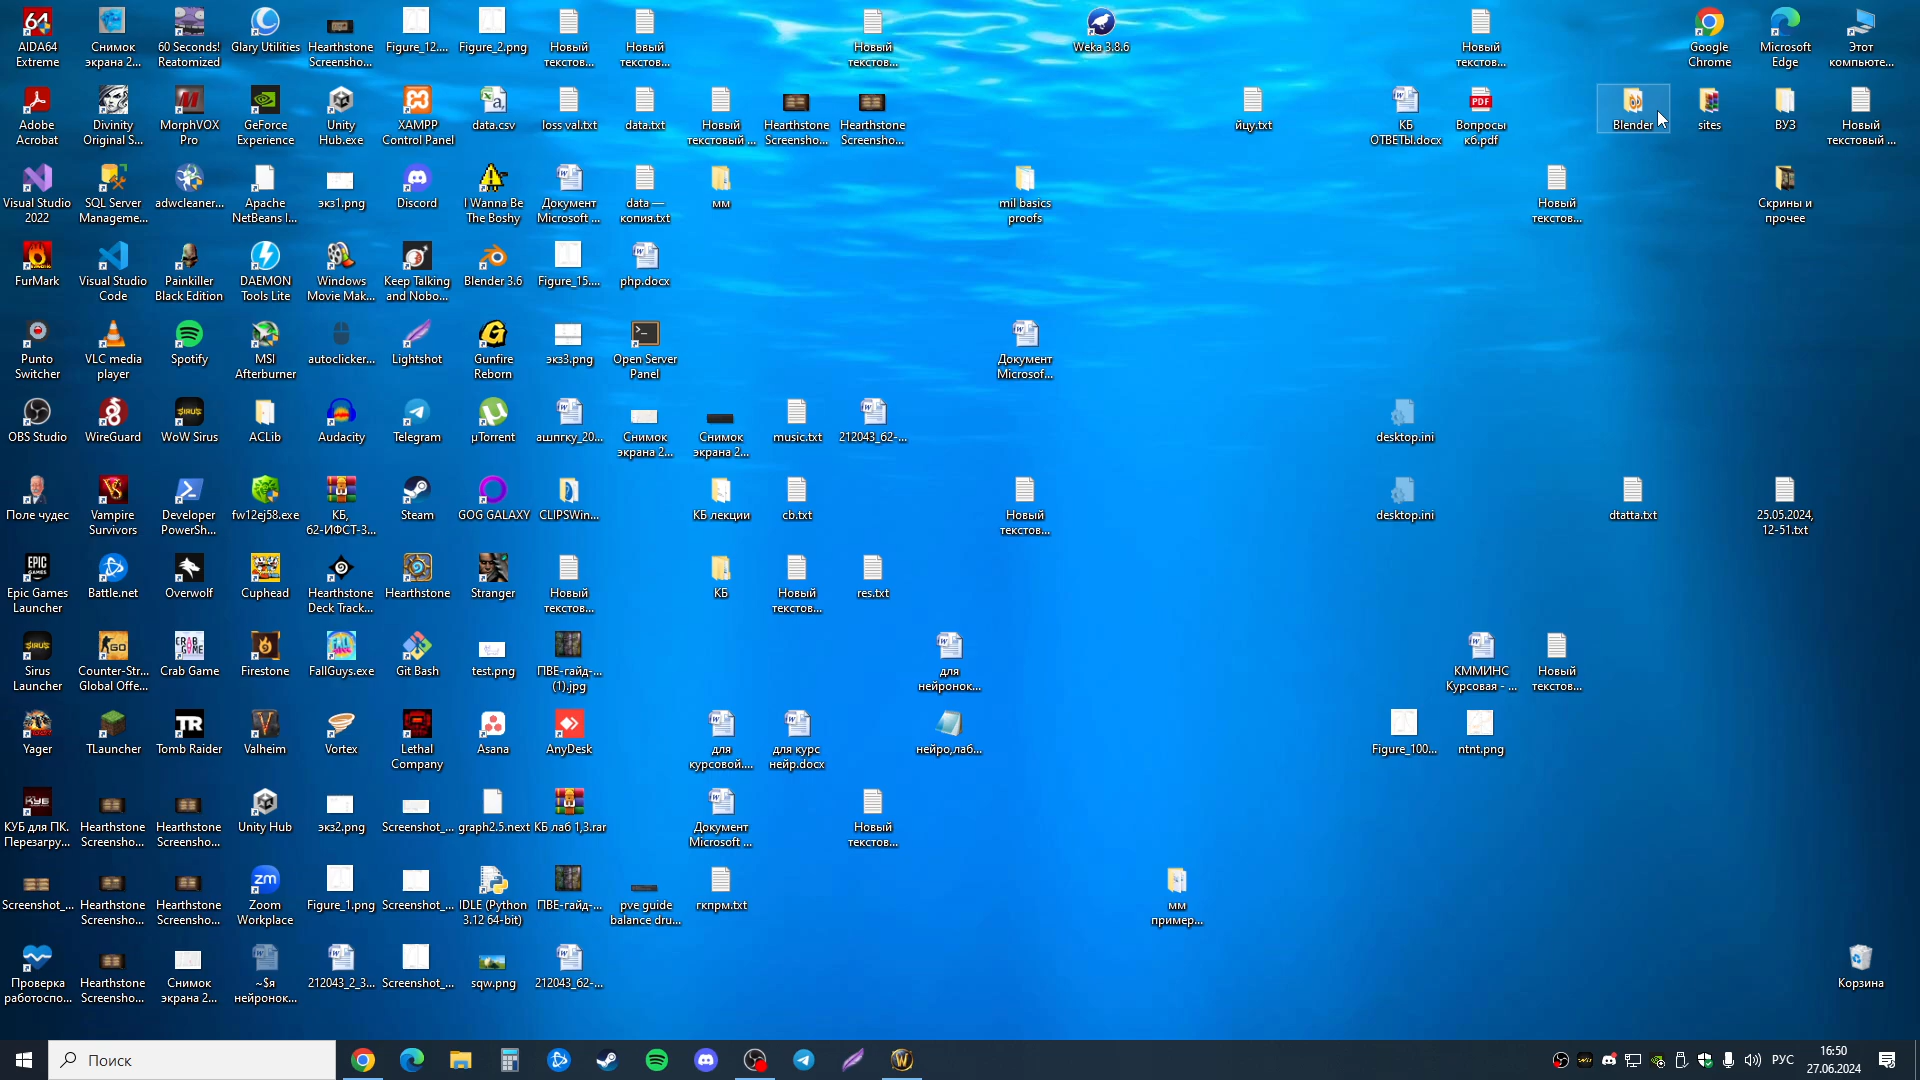 AIDA64
Extreme
Снимок
экрана 2...
60 Seconds!
Reatomized
Glary Utilities
Hearthstone
Screensho...
Figure_12....
Figure_2.png
Новый
текстов...
Новый
текстов...
Новый
текстов...
Weka 3.8.6
Новый
текстов...
Google
Chrome
Microsoft
Edge
Этот
компьюте...
Adobe
Acrobat
Divinity
Original S...
MorphVOX
Pro
GeForce
Experience
Unity
Hub.exe
XAMPP
Control Panel
data.csv
loss val.txt
data.txt
Новый
текстовый ...
Hearthstone
Screensho...
Hearthstone
Screensho...
йцу.txt
КБ
ОТВЕТЫ.docx
Вопросы
кб.pdf
Blender
sites
ВУЗ
Новый
текстовый ...
Visual Studio
2022
SQL Server
Manageme...
adwcleaner...
Apache
NetBeans I...
экз1.png
Discord
I Wanna Be
The Boshy
Документ
Microsoft ...
data —
копия.txt
мм
mil basics
proofs
Новый
текстов...
Скрины и
прочее
FurMark
Visual Studio
Code
Painkiller
Black Edition
DAEMON
Tools Lite
Windows
Movie Mak...
Keep Talking
and Nobo...
Blender 3.6
Figure_15....
php.docx
Punto
Switcher
VLC media
player
Spotify
MSI
Afterburner
autoclicker...
Lightshot
Gunfire
Reborn
экз3.png
Open Server
Panel
Документ
Microsof...
OBS Studio
WireGuard
WoW Sirus
ACLib
Audacity
Telegram
µTorrent
ашпгку_20...
Снимок
экрана 2...
Снимок
экрана 2...
music.txt
212043_62-...
desktop.ini
Поле чудес
Vampire
Survivors
Developer
PowerSh...
fw12ej58.exe
КБ,
62-ИФСТ-3...
Steam
GOG GALAXY
CLIPSWin...
КБ лекции
cb.txt
Новый
текстов...
desktop.ini
dtatta.txt
25.05.2024,
12-51.txt
Epic Games
Launcher
Battle.net
Overwolf
Cuphead
Hearthstone
Deck Track...
Hearthstone
Stranger
Новый
текстов...
КБ
Новый
текстов...
res.txt
Sirus
Launcher
Counter-Str...
Global Offe...
Crab Game
Firestone
FallGuys.exe
Git Bash
test.png
ПВЕ-гайд-...
(1).jpg
для
нейронок...
КММИНС
Курсовая - ...
Новый
текстов...
Yager
TLauncher
Tomb Raider
Valheim
Vortex
Lethal
Company
Asana
AnyDesk
для
курсовой....
для курс
нейр.docx
нейро,лаб...
Figure_100...
ntnt.png
КУБ для ПК.
Перезагру...
Hearthstone
Screensho...
Hearthstone
Screensho...
Unity Hub
экз2.png
Screenshot_...
graph2.5.next
КБ лаб 1,3.rar
Документ
Microsoft ...
Новый
текстов...
Screenshot_...
Hearthstone
Screensho...
Hearthstone
Screensho...
Zoom
Workplace
Figure_1.png
Screenshot_...
IDLE (Python
3.12 64-bit)
ПВЕ-гайд-...
pve guide
balance dru...
гкпрм.txt
мм
пример...
Проверка
работоспо...
Hearthstone
Screensho...
Снимок
экрана 2...
~$я
нейронок...
212043_2_3...
Screenshot_...
sqw.png
212043_62-...
Корзина
Поиск
РУС
16:50
27.06.2024